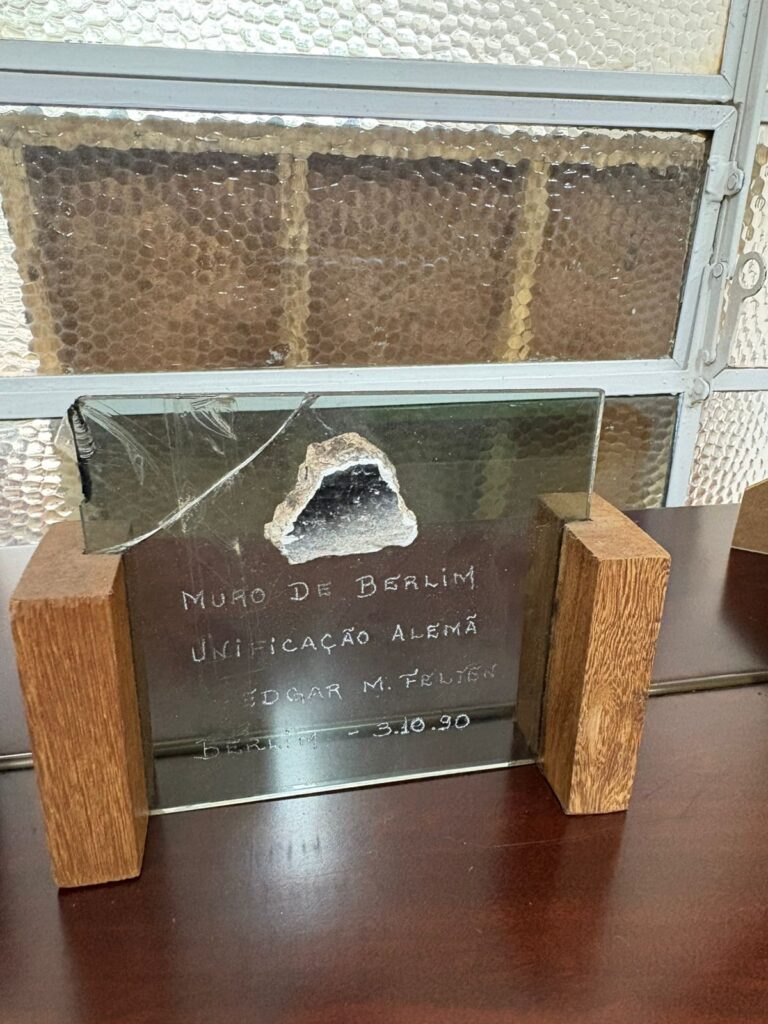 MURO DE BERLIM
UNIFICAÇÃO ALEMÃ
EDGAR M. FELTEN
BERLIM - 3.10.90